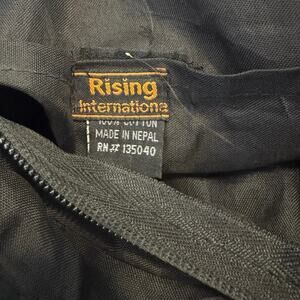 Rising
Internationa
100% COTTON
MADE IN NEPAL
RN # 135040